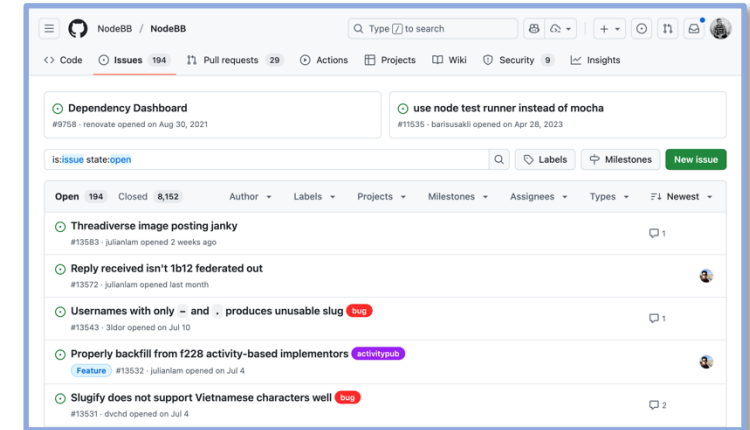 NodeBB / NodeBB
Type / to search
Code Issues 194 Pull requests 29 Actions Projects Wiki Security 9 Insights
Dependency Dashboard
#9758 · renovate opened on Aug 30, 2021
use node test runner instead of mocha
#11535 · barisusakli opened on Apr 28, 2023
is:issue state:open
Labels Milestones New issue
Open 194 Closed 8,152 Author Labels Projects Milestones Assignees Types Newest
Threadiverse image posting janky
#13583 · julianlam opened 2 weeks ago
1
Reply received isn't 1b12 federated out
#13572 · julianlam opened last month
Usernames with only - and . produces unusable slug bug
#13543 · 3ldor opened on Jul 10
1
Properly backfill from f228 activity-based implementors activitypub
Feature #13532 · julianlam opened on Jul 4
Slugify does not support Vietnamese characters well bug
#13531 · dvchd opened on Jul 4
2